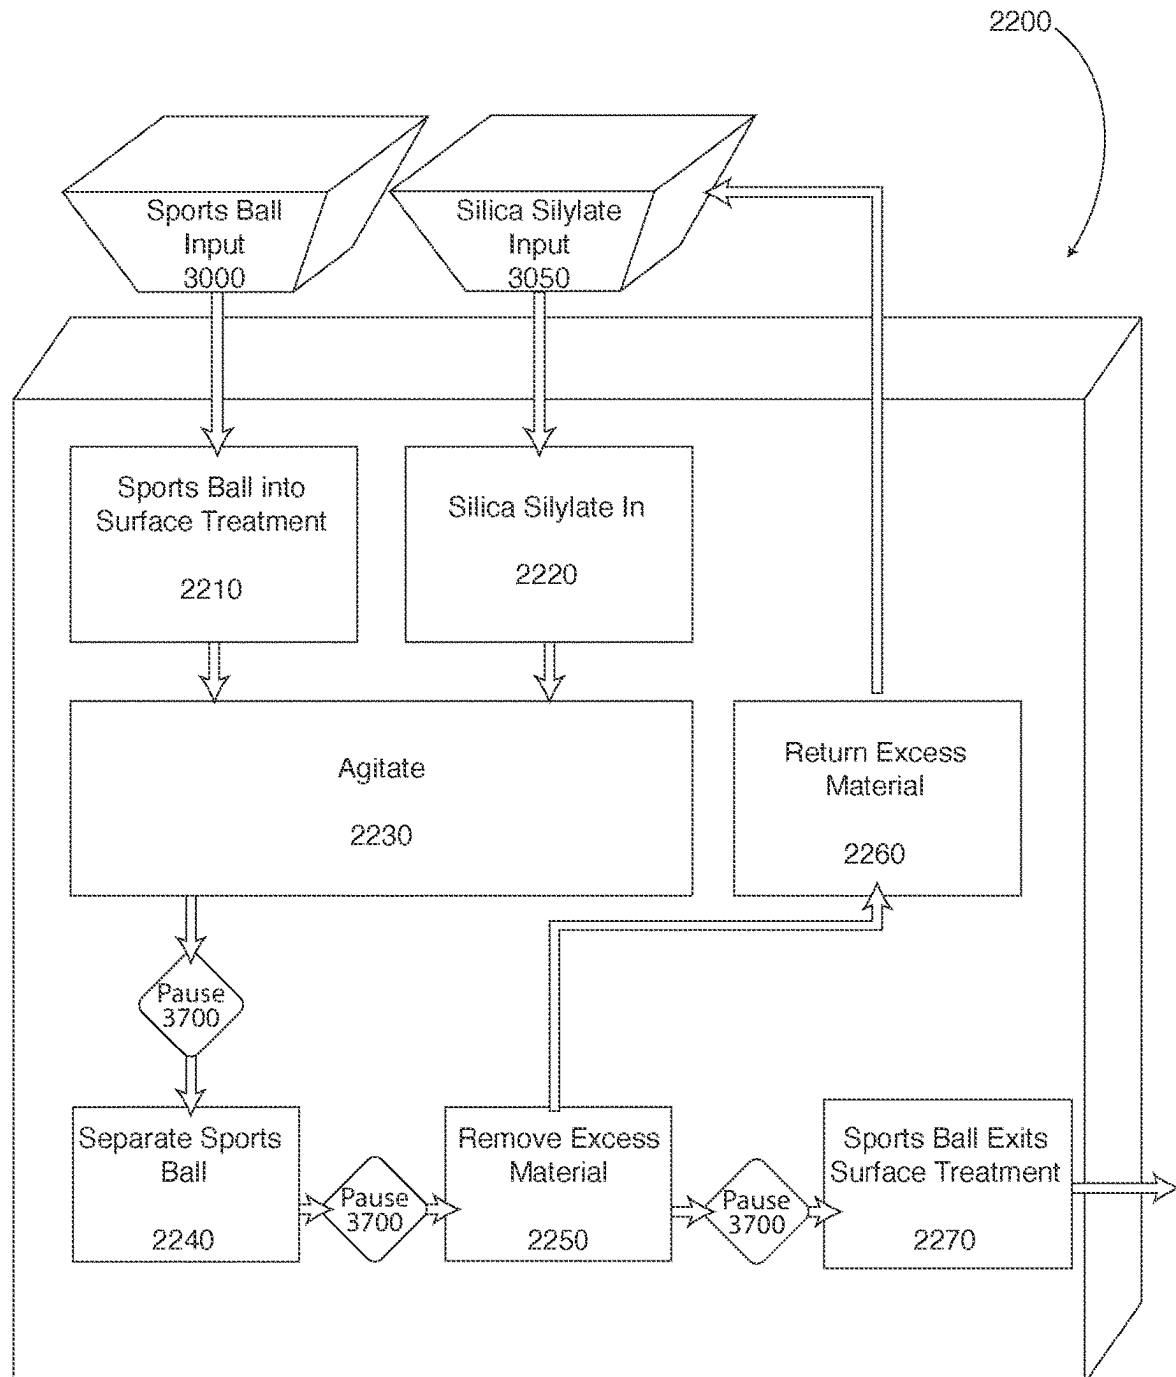 2200
Sports Ball
Input
3000
Silica Silylate
Input
3050
Sports Ball into
Surface Treatment
2210
Silica Silylate In
2220
Agitate
2230
Return Excess
Material
2260
Pause
3700
Separate Sports
Ball
2240
Pause
3700
Remove Excess
Material
2250
Pause
3700
Sports Ball Exits
Surface Treatment
2270